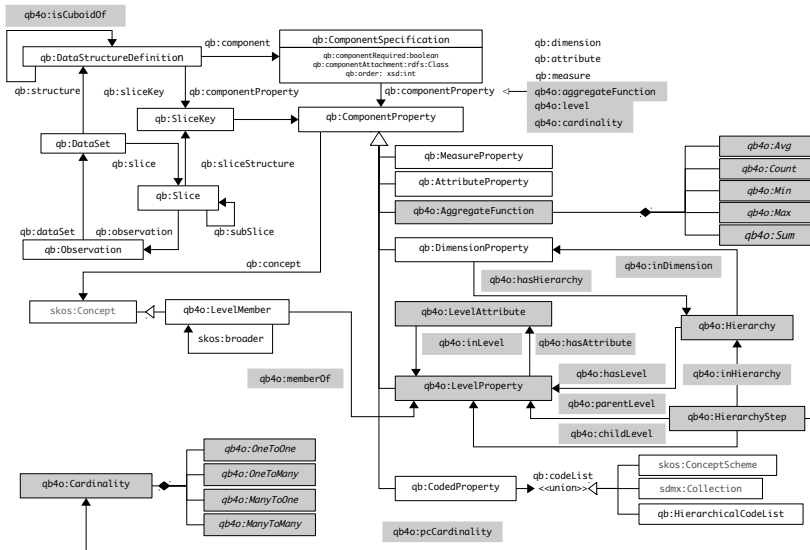 qb4o:isCuboidOf
qb:DataStructureDefinition
qb:component
qb:ComponentSpecification
qb:componentRequired:boolean
qb:componentAttachment:rdfs:Class
qb:order: xsd:int
qb:dimension
qb:attribute
qb:measure
qb4o:aggregateFunction
qb4o:level
qb4o:cardinality
qb:structure
qb:sliceKey
qb:componentProperty
qb:componentProperty
qb:SliceKey
qb:ComponentProperty
qb:DataSet
qb:slice
qb:sliceStructure
qb:Slice
qb:subSlice
qb:dataSet
qb:observation
qb:Observation
qb:concept
qb:MeasureProperty
qb:AttributeProperty
qb4o:AggregateFunction
qb4o:Avg
qb4o:Count
qb4o:Min
qb4o:Max
qb4o:Sum
qb:DimensionProperty
qb4o:hasHierarchy
qb4o:inDimension
skos:Concept
qb4o:LevelMember
skos:broader
qb4o:memberOf
qb4o:LevelAttribute
qb4o:inLevel
qb4o:hasAttribute
qb4o:Hierarchy
qb4o:LevelProperty
qb4o:hasLevel
qb4o:inHierarchy
qb4o:parentLevel
qb4o:HierarchyStep
qb4o:childLevel
qb4o:Cardinality
qb4o:OneToOne
qb4o:OneToMany
qb4o:ManyToOne
qb4o:ManyToMany
qb:CodedProperty
qb:codeList
<<union>>
skos:ConceptScheme
sdmx:Collection
qb:HierarchicalCodeList
qb4o:pcCardinality